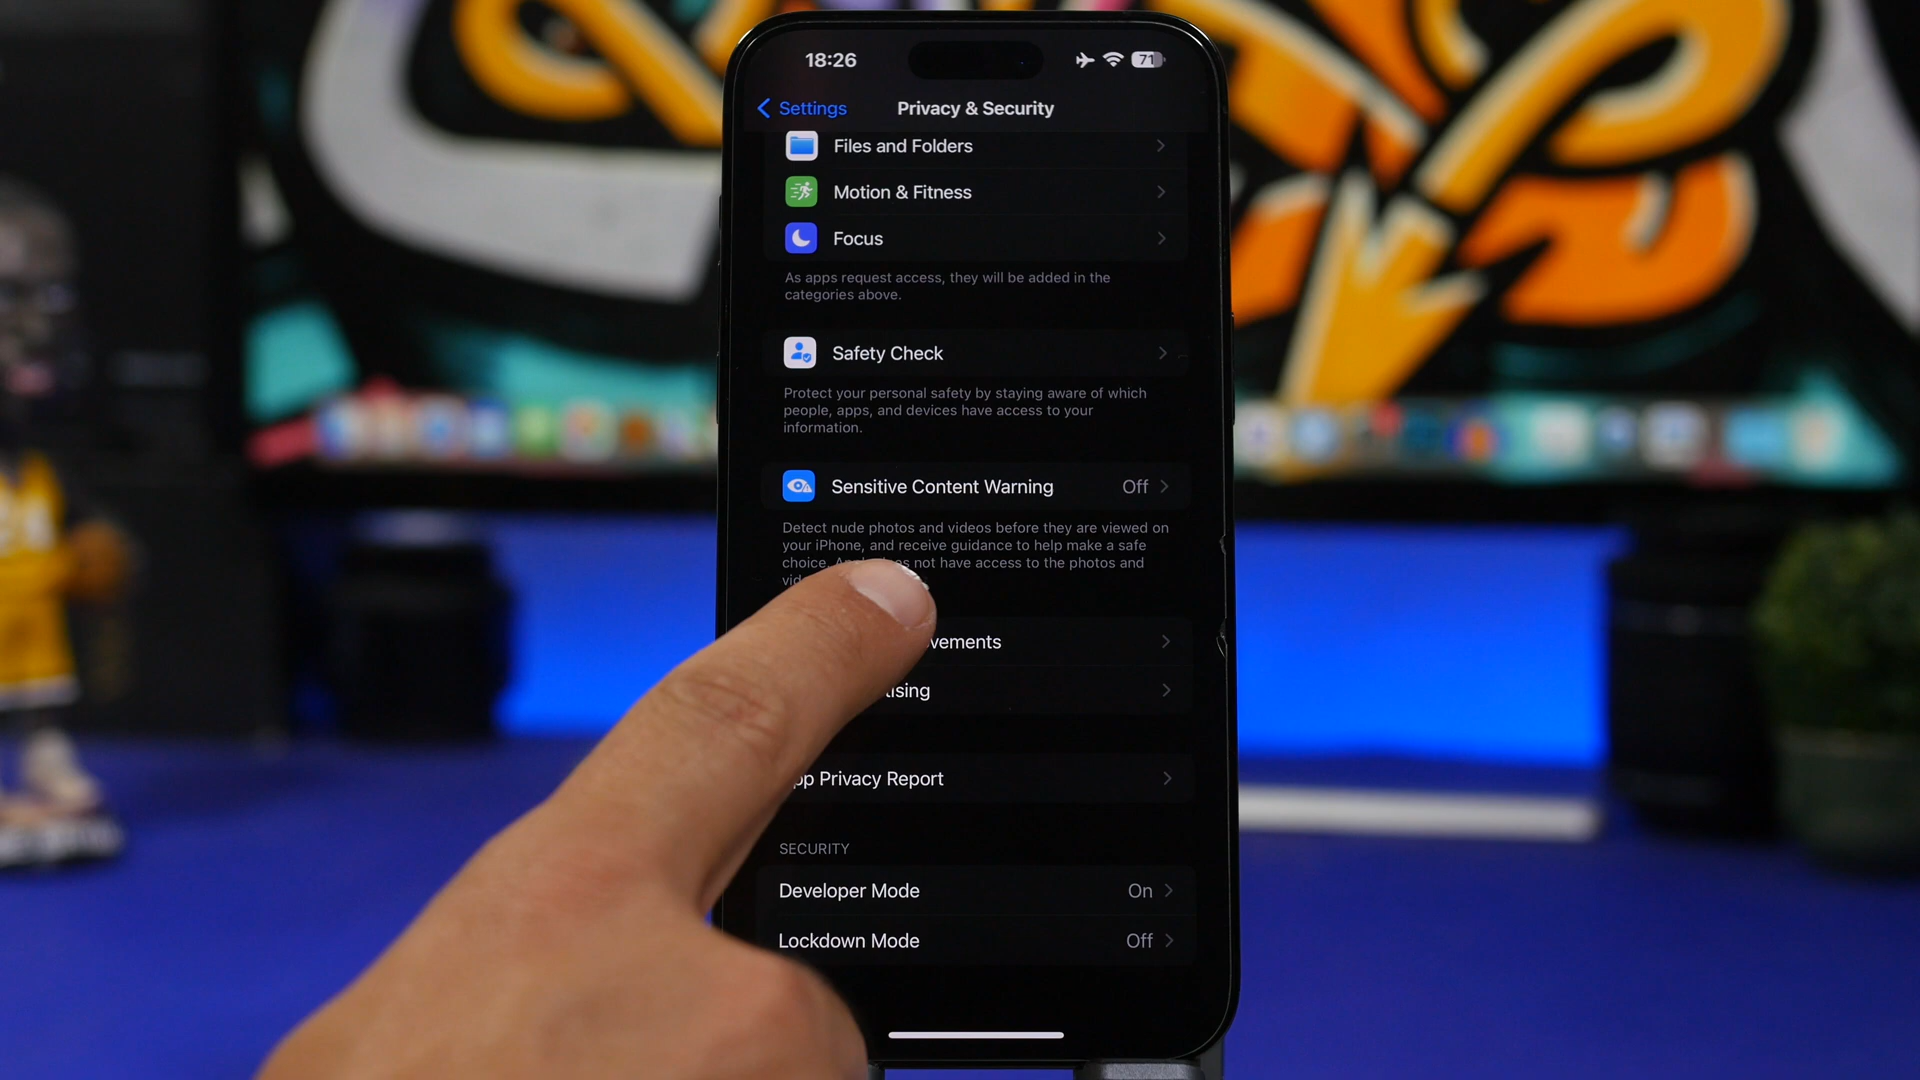 18:26
71
Settings
Privacy & Security
Files and Folders
Motion & Fitness
Focus
As apps request access, they will be added in the
categories above.
Safety Check
Protect your personal safety by staying aware of which
people, apps, and devices have access to your
information.
Sensitive Content Warning Off
Detect nude photos and videos before they are viewed on
your iPhone, and receive guidance to help make a safe
choice. not have access to the photos and
vements
ising
Privacy Report
SECURITY
Developer Mode On
Lockdown Mode Off